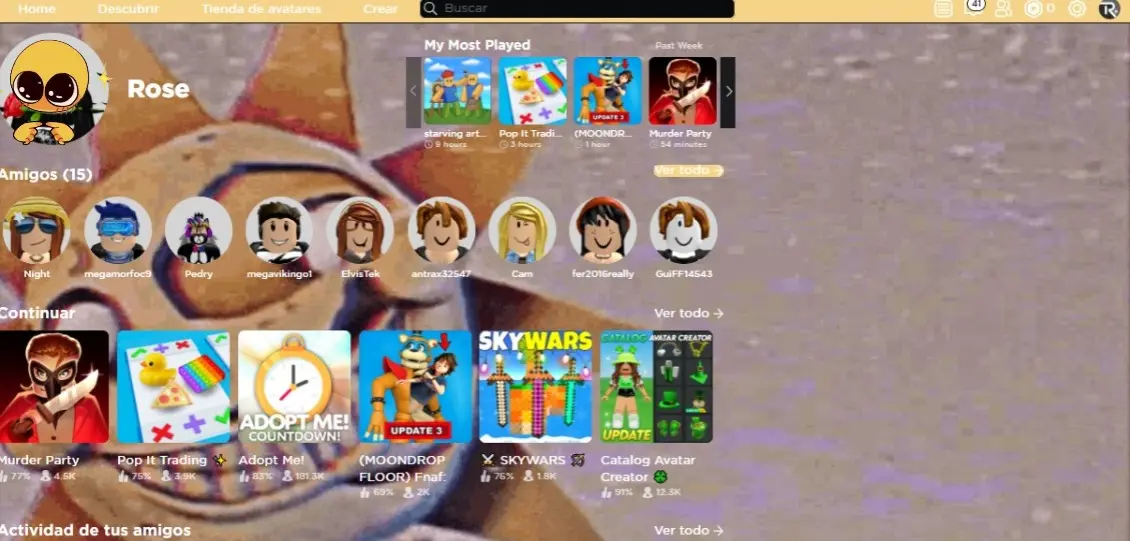 Home Descubrir Tienda de avatares Crear Buscar 41 0
Rose
My Most Played Past Week
starving art... Pop It Tradi... (MOONDR... Murder Party
9 hours 3 hours 1 hour 54 minutes
Amigos (15) Ver todo →
Night megamorfoc9 Pedry megavikingo1 ElvisTek antrax32547 Cam fer2016really GuiFF14543
Continuar Ver todo →
ADOPT ME!
COUNTDOWN!
UPDATE 3
SKYWARS
CATALOG AVATAR CREATOR
UPDATE
Murder Party Pop It Trading Adopt Me! (MOONDROP FLOOR) Fnaf: SKYWARS Catalog Avatar Creator
77% 4.5K 75% 3.9K 83% 181.3K 69% 2K 76% 1.8K 91% 12.3K
Actividad de tus amigos Ver todo →